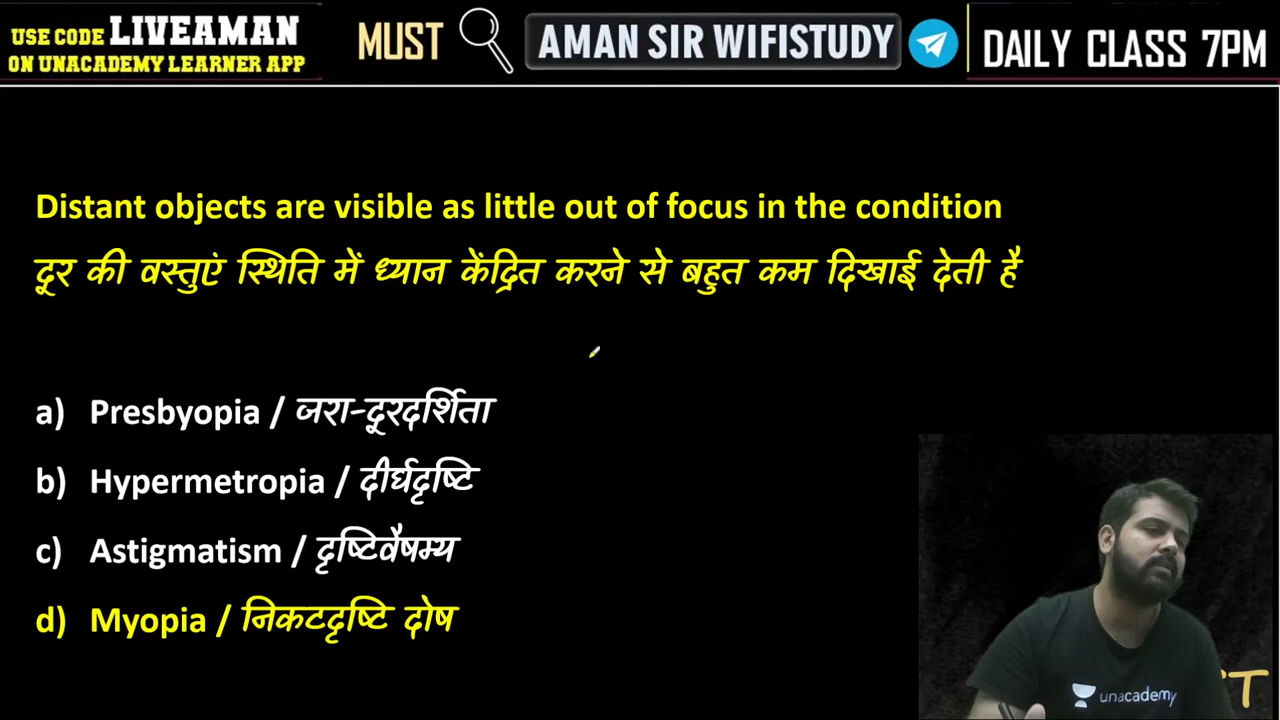 USE CODE LIVEAMAN
ON UNACADEMY LEARNER APP
MUST
AMAN SIR WIFISTUDY
DAILY CLASS 7PM
Distant objects are visible as little out of focus in the condition
दूर की वस्तुएं स्थिति में ध्यान केंद्रित करने से बहुत कम दिखाई देती है
a) Presbyopia / जरा-दूरदर्शिता
b) Hypermetropia / दीर्घदृष्टि
c) Astigmatism / दृष्टिवैषम्य
d) Myopia / निकटदृष्टि दोष
unacademy